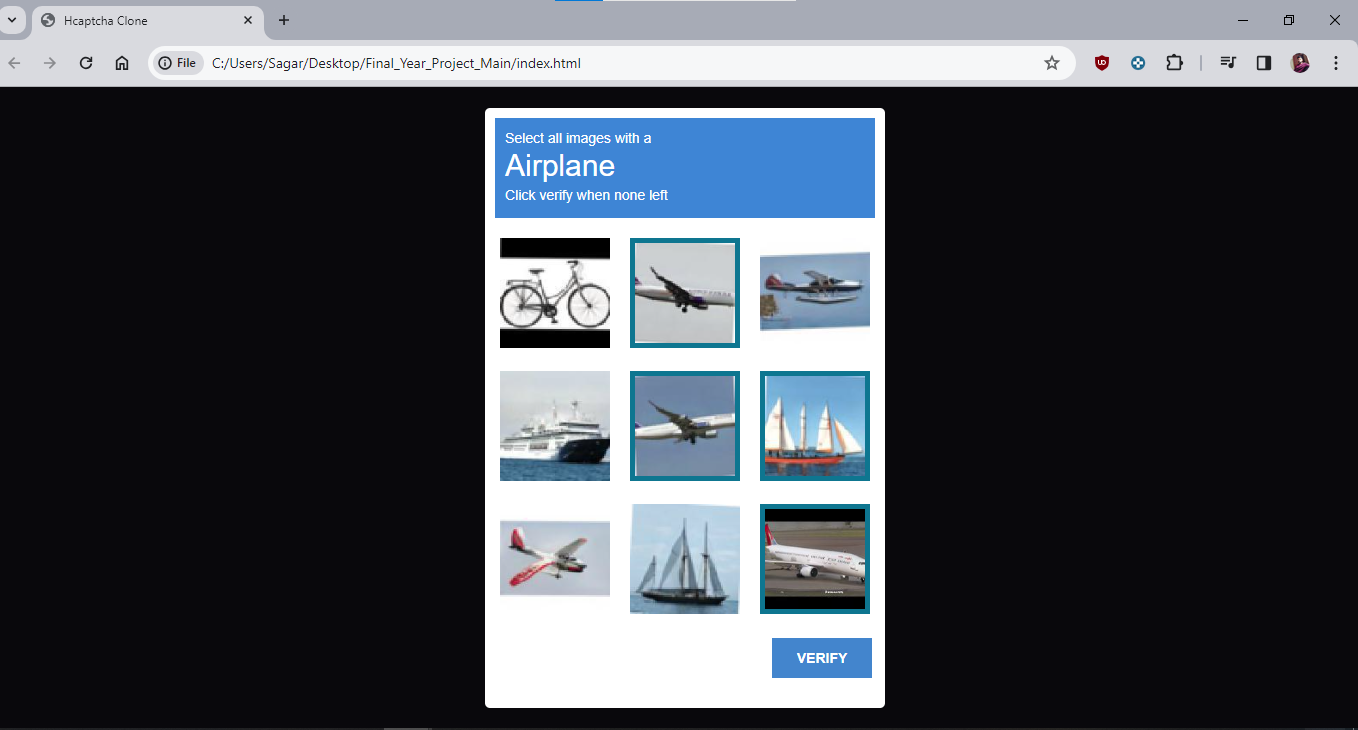 Hcaptcha Clone
File
C:/Users/Sagar/Desktop/Final_Year_Project_Main/index.html
Select all images with a
Airplane
Click verify when none left
VERIFY